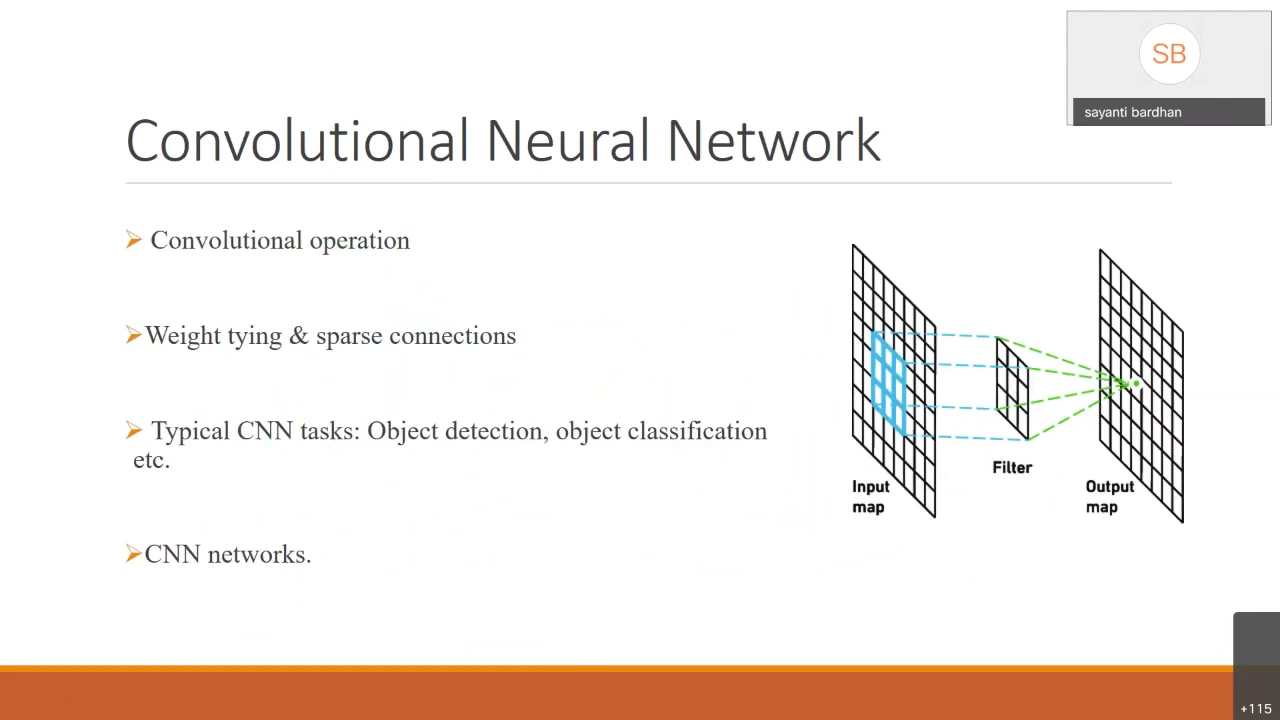 SB
sayanti bardhan
Convolutional Neural Network
Convolutional operation
Weight tying & sparse connections
Typical CNN tasks: Object detection, object classification
etc.
CNN networks.
Filter
Input
map
Output
map
+115